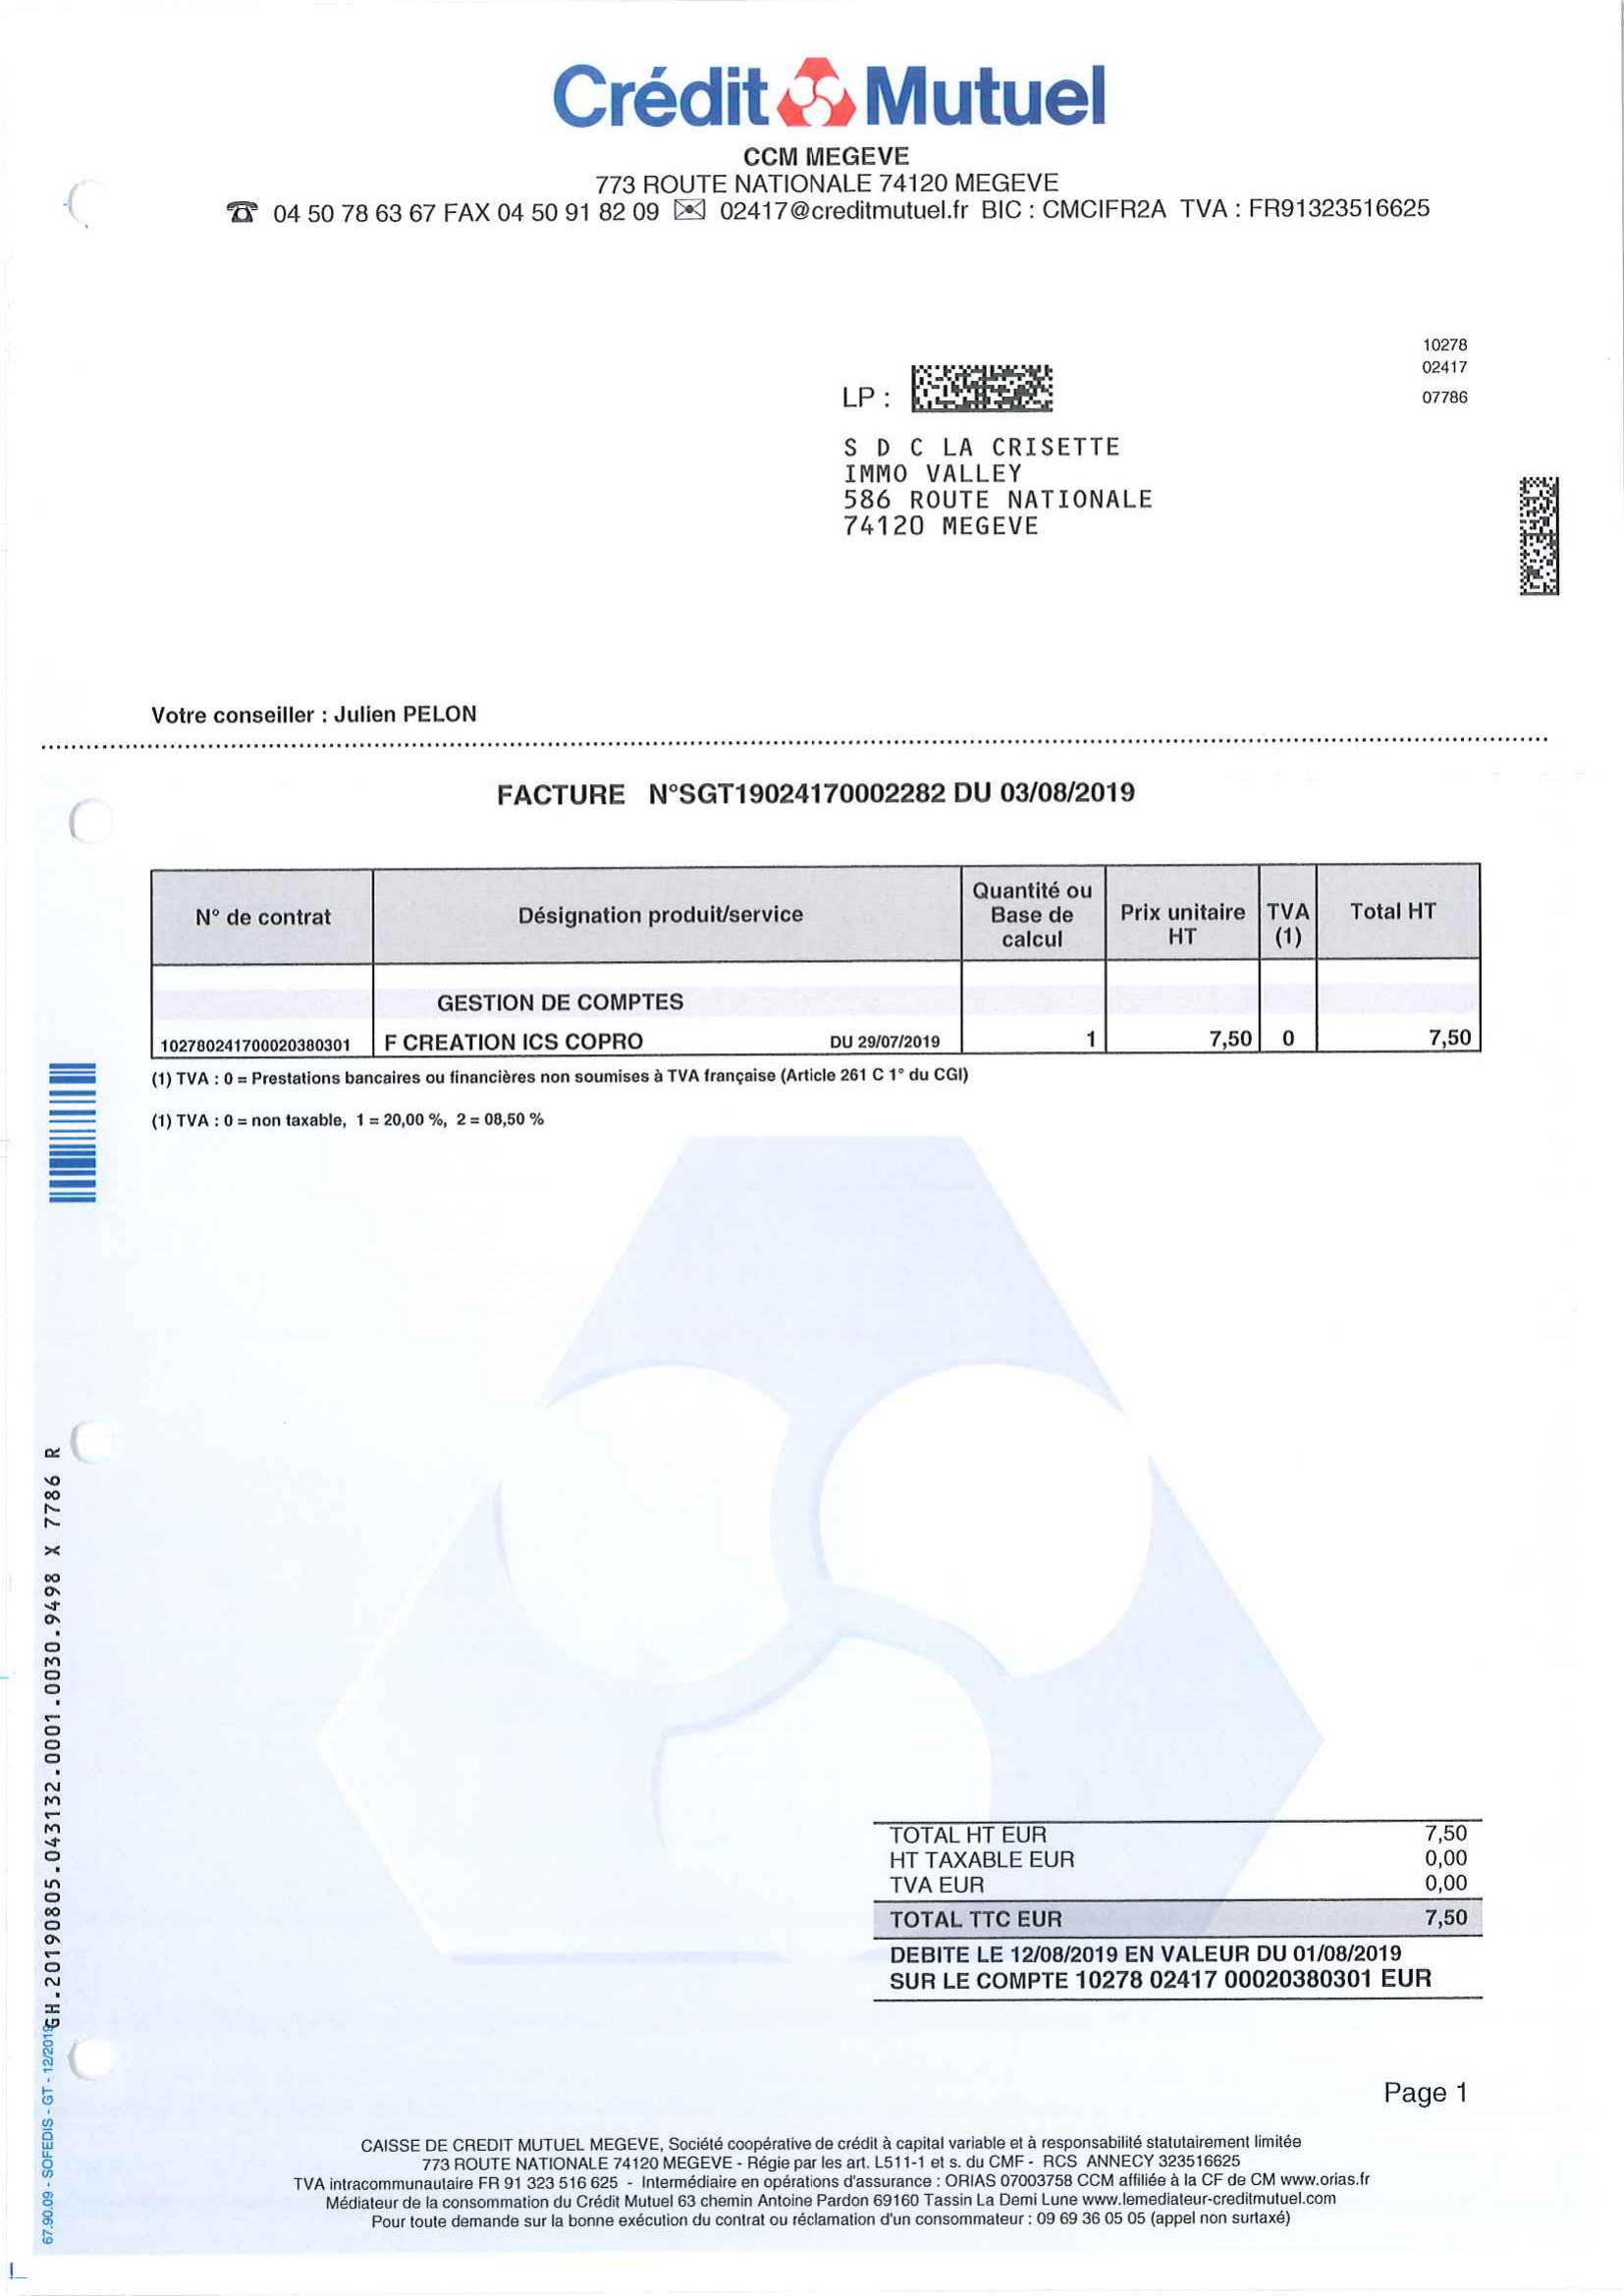 Crédit Mutuel
CCM MEGEVE
773 ROUTE NATIONALE 74120 MEGEVE
☎ 04 50 78 63 67 FAX 04 50 91 82 09 ✉ 02417@creditmutuel.fr BIC : CMCIFR2A TVA : FR91323516625
10278
02417
07786
LP :
S D C LA CRISETTE
IMMO VALLEY
586 ROUTE NATIONALE
74120 MEGEVE
Votre conseiller : Julien PELON
FACTURE N°SGT19024170002282 DU 03/08/2019
N° de contrat Désignation produit/service Quantité ou Base de calcul Prix unitaire HT TVA (1) Total HT
GESTION DE COMPTES
102780241700020380301 F CREATION ICS COPRO DU 29/07/2019 1 7,50 0 7,50
(1) TVA : 0 = Prestations bancaires ou financières non soumises à TVA française (Article 261 C 1° du CGI)
(1) TVA : 0 = non taxable, 1 = 20,00 %, 2 = 08,50 %
TOTAL HT EUR 7,50
HT TAXABLE EUR 0,00
TVA EUR 0,00
TOTAL TTC EUR 7,50
DEBITE LE 12/08/2019 EN VALEUR DU 01/08/2019
SUR LE COMPTE 10278 02417 00020380301 EUR
Page 1
CAISSE DE CREDIT MUTUEL MEGEVE, Société coopérative de crédit à capital variable et à responsabilité statutairement limitée
773 ROUTE NATIONALE 74120 MEGEVE - Régie par les art. L511-1 et s. du CMF - RCS ANNECY 323516625
TVA intracommunautaire FR 91 323 516 625 - Intermédiaire en opérations d'assurance : ORIAS 07003758 CCM affiliée à la CF de CM www.orias.fr
Médiateur de la consommation du Crédit Mutuel 63 chemin Antoine Pardon 69160 Tassin La Demi Lune www.lemediateur-creditmutuel.com
Pour toute demande sur la bonne exécution du contrat ou réclamation d'un consommateur : 09 69 36 05 05 (appel non surtaxé)
GH.20190805.043132.0001.0030.9498 X 7786 R
67.90.09 - SOFEDIS - GT - 12/2019